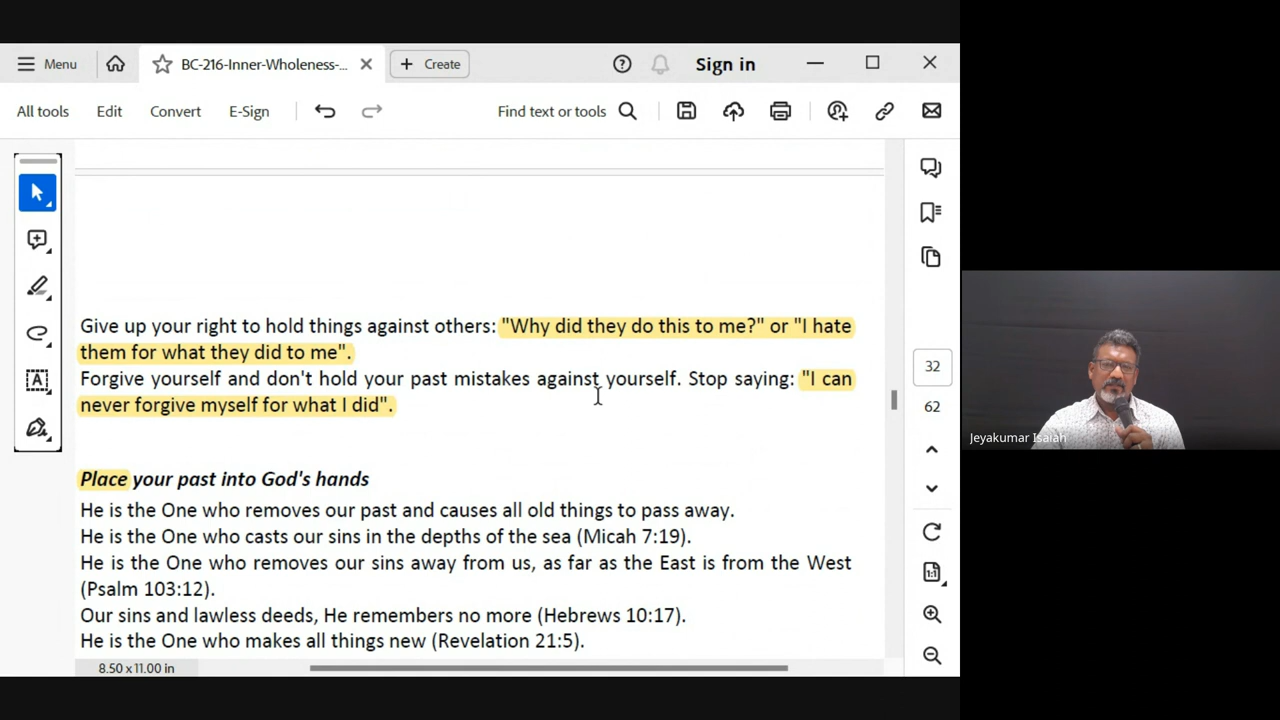 Menu
BC-216-Inner-Wholeness-...
Create
Sign in
All tools
Edit
Convert
E-Sign
Find text or tools
Give up your right to hold things against others: "Why did they do this to me?" or "I hate
them for what they did to me".
Forgive yourself and don't hold your past mistakes against yourself. Stop saying: "I can
never forgive myself for what I did".
Place your past into God's hands
He is the One who removes our past and causes all old things to pass away.
He is the One who casts our sins in the depths of the sea (Micah 7:19).
He is the One who removes our sins away from us, as far as the East is from the West
(Psalm 103:12).
Our sins and lawless deeds, He remembers no more (Hebrews 10:17).
He is the One who makes all things new (Revelation 21:5).
8.50 x 11.00 in
32
62
1:1
Jeyakumar Isaiah